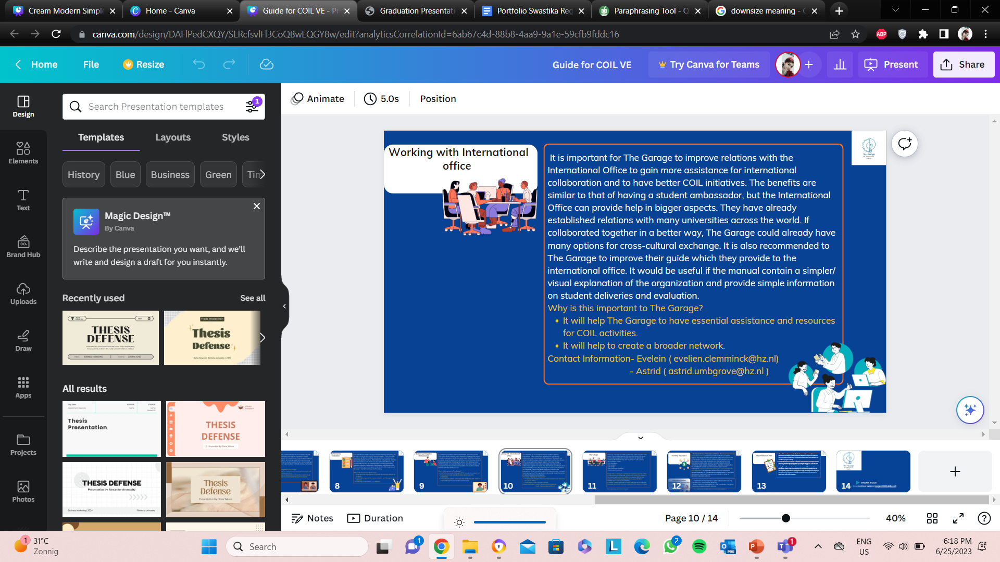 Cream Modern Simple
Home - Canva
Guide for COIL VE - Pr
Graduation Presentati
Portfolio Swastika Reg
Paraphrasing Tool - Q
downsize meaning - G
canva.com/design/DAFlPedCXQY/SLRcfsvlFl3CoQBwEQGY8w/edit?analyticsCorrelationId=6ab67c4d-88b8-4aa9-9a1e-59cfb9fddc16
ABP
Home
File
Resize
Guide for COIL VE
Try Canva for Teams
Present
Share
Design
Elements
Text
Brand Hub
Uploads
Draw
Apps
Projects
Photos
Search Presentation templates
1
Templates
Layouts
Styles
History
Blue
Business
Green
Tim
Magic Design™
By Canva
Describe the presentation you want, and we'll
write and design a draft for you instantly.
Recently used
See all
THESIS
DEFENSE
Thesis Presentation
Thesis
Defense
All results
Thesis
Presentation
THESIS
DEFENSE
THESIS DEFENSE
Presentation by Alexander Aronowitz
Thesis
Defense
Presentation by Olivia Wilson
Animate
5.0s
Position
Working with International
office
It is important for The Garage to improve relations with the
International Office to gain more assistance for international
collaboration and to have better COIL initiatives. The benefits are
similar to that of having a student ambassador, but the International
Office can provide help in bigger aspects. They have already
established relations with many universities across the world. If
collaborated together in a better way, The Garage could already have
many options for cross-cultural exchange. It is also recommended to
The Garage to improve their guide which they provide to the
international office. It would be useful if the manual contain a simpler/
visual explanation of the organization and provide simple information
on student deliveries and evaluation.
Why is this important to The Garage?
• It will help The Garage to have essential assistance and resources
for COIL activities.
• It will help to create a broader network.
Contact Information- Evelein ( evelien.clemminck@hz.nl)
- Astrid ( astrid.umbgrove@hz.nl )
The Garage
8
9
10
11
12
13
14
THANK YOU!!
Notes
Duration
Page 10 / 14
40%
1
31°C
Zonnig
Search
1
2
1
ENG
US
6:18 PM
6/25/2023